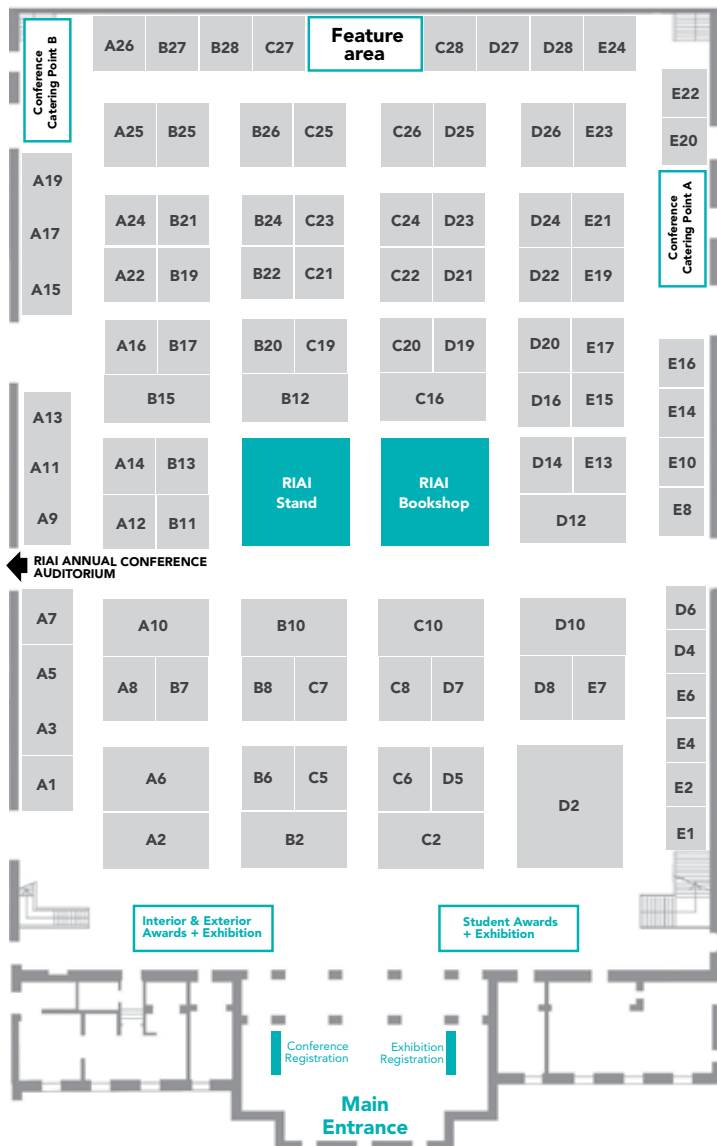 A26 B27 B28 C27
Feature
area
C28 D27 D28 E24
Conference
Catering Point B
E22
A25 B25 B26 C25 C26 D25 D26 E23
E20
A19
Conference
Catering Point A
A24 B21 B24 C23 C24 D23 D24 E21
A17
A22 B19 B22 C21 C22 D21 D22 E19
A15
A16 B17 B20 C19 C20 D19 D20 E17
E16
B15 B12 C16 D16 E15
E14
A13
A14 B13 D14 E13
A11
E10
RIAI
Stand
RIAI
Bookshop
A9
E8
A12 B11 D12
RIAI ANNUAL CONFERENCE
AUDITORIUM
A7
D6
A10 B10 C10 D10
D4
A5
A8 B7 B8 C7 C8 D7 D8 E7
E6
A3
E4
A6 B6 C5 C6 D5
A1
E2
D2
E1
A2 B2 C2
Interior & Exterior
Awards + Exhibition
Student Awards
+ Exhibition
Conference
Registration
Exhibition
Registration
Main
Entrance